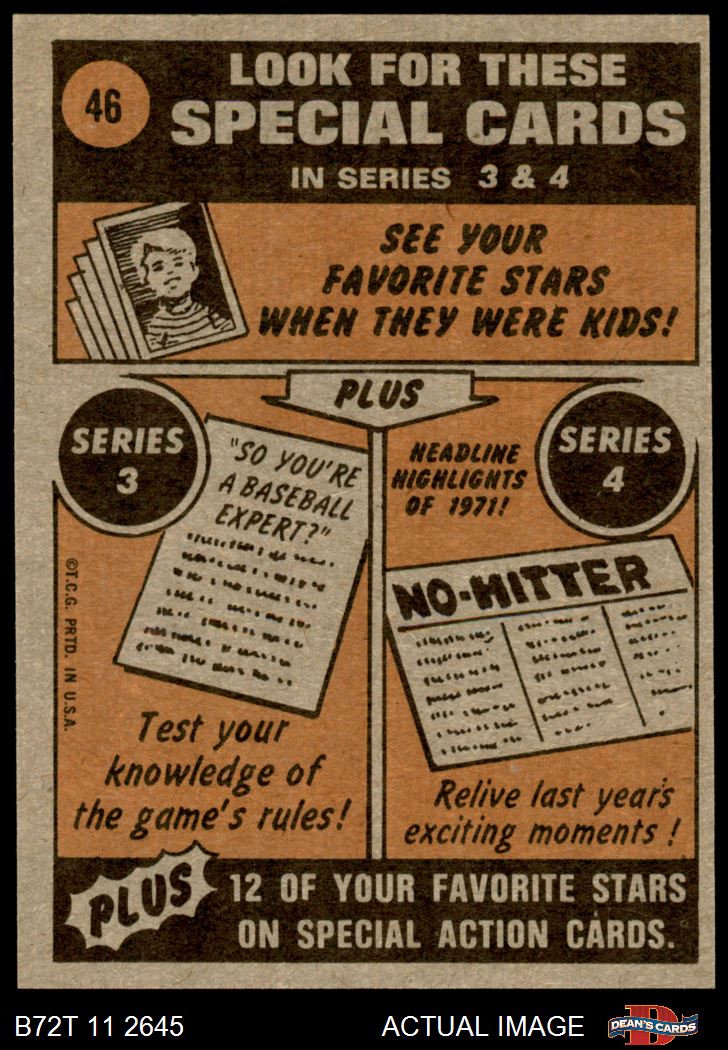 46
LOOK FOR THESE
SPECIAL CARDS
IN SERIES 3 & 4
SEE YOUR
FAVORITE STARS
WHEN THEY WERE KIDS!
PLUS
SERIES
3
"SO YOU'RE
A BASEBALL
EXPERT?"
Test your
knowledge of
the game's rules!
©T.C.G. PRTD. IN U.S.A.
HEADLINE
HIGHLIGHTS
OF 1971!
SERIES
4
NO-HITTER
Relive last year's
exciting moments!
PLUS
12 OF YOUR FAVORITE STARS
ON SPECIAL ACTION CARDS.
B72T 11 2645
ACTUAL IMAGE
D
DEAN'S CARDS